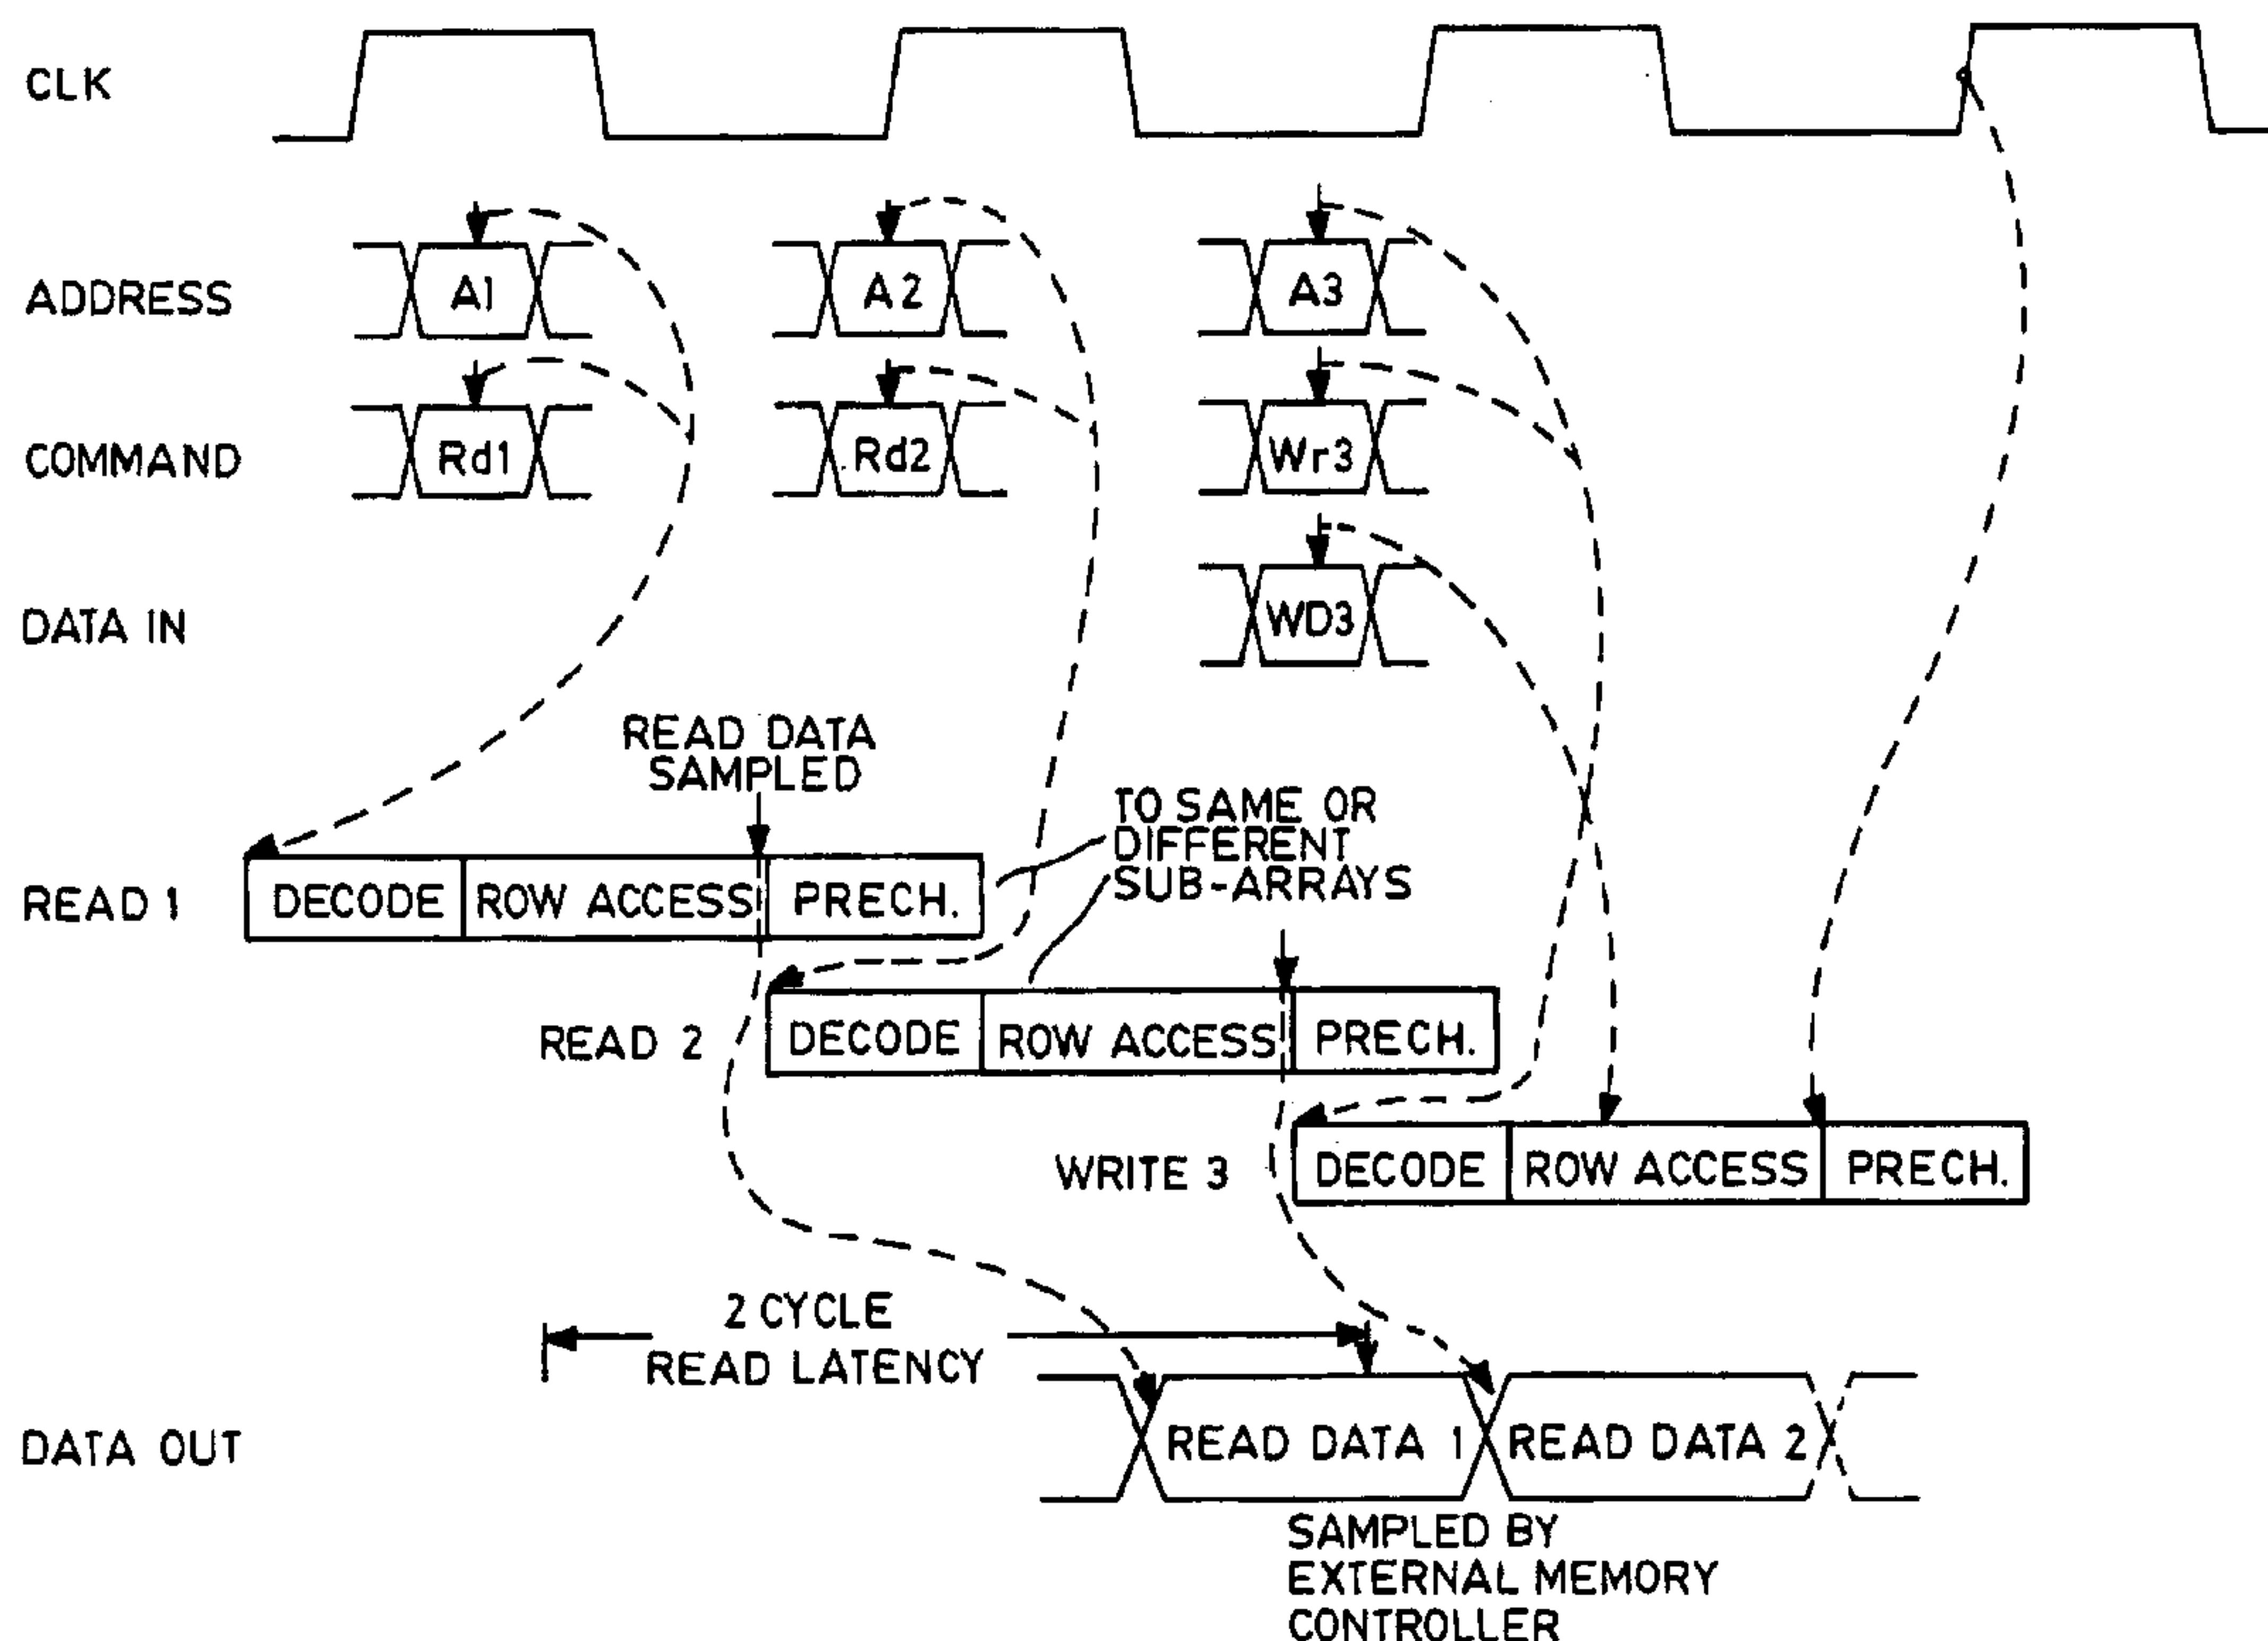 CLK
ADDRESS
A1
A2
A3
COMMAND
Rd1
Rd2
Wr3
DATA IN
WD3
READ DATA
SAMPLED
TO SAME OR
DIFFERENT
SUB-ARRAYS
READ 1
DECODE
ROW ACCESS
PRECH.
READ 2
DECODE
ROW ACCESS
PRECH.
WRITE 3
DECODE
ROW ACCESS
PRECH.
2 CYCLE
READ LATENCY
DATA OUT
READ DATA 1
READ DATA 2
SAMPLED BY
EXTERNAL MEMORY
CONTROLLER